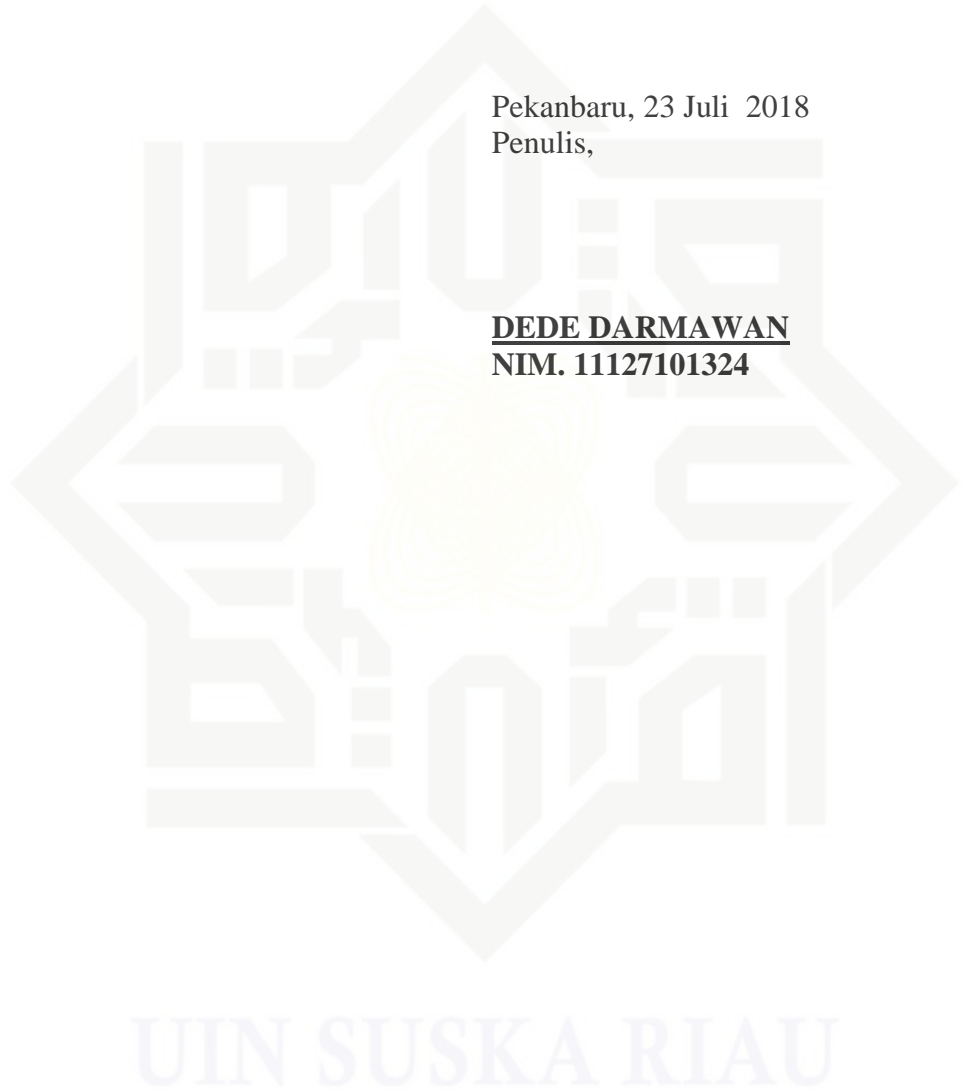 Pekanbaru, 23 Juli  2018
Penulis,
DEDE DARMAWAN
NIM. 11127101324
UIN SUSKA RIAU